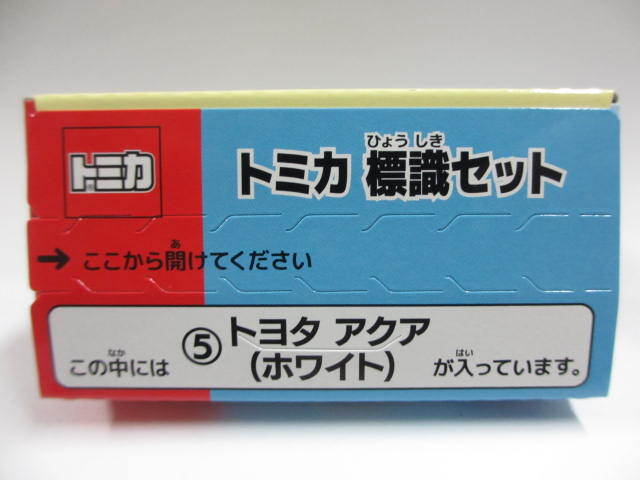 トミカ
ひょう しき
トミカ 標識セット
あ
→ ここから開けてください
⑤ トヨタ アクア
(ホワイト)
なか
この中には
はい
が入っています。